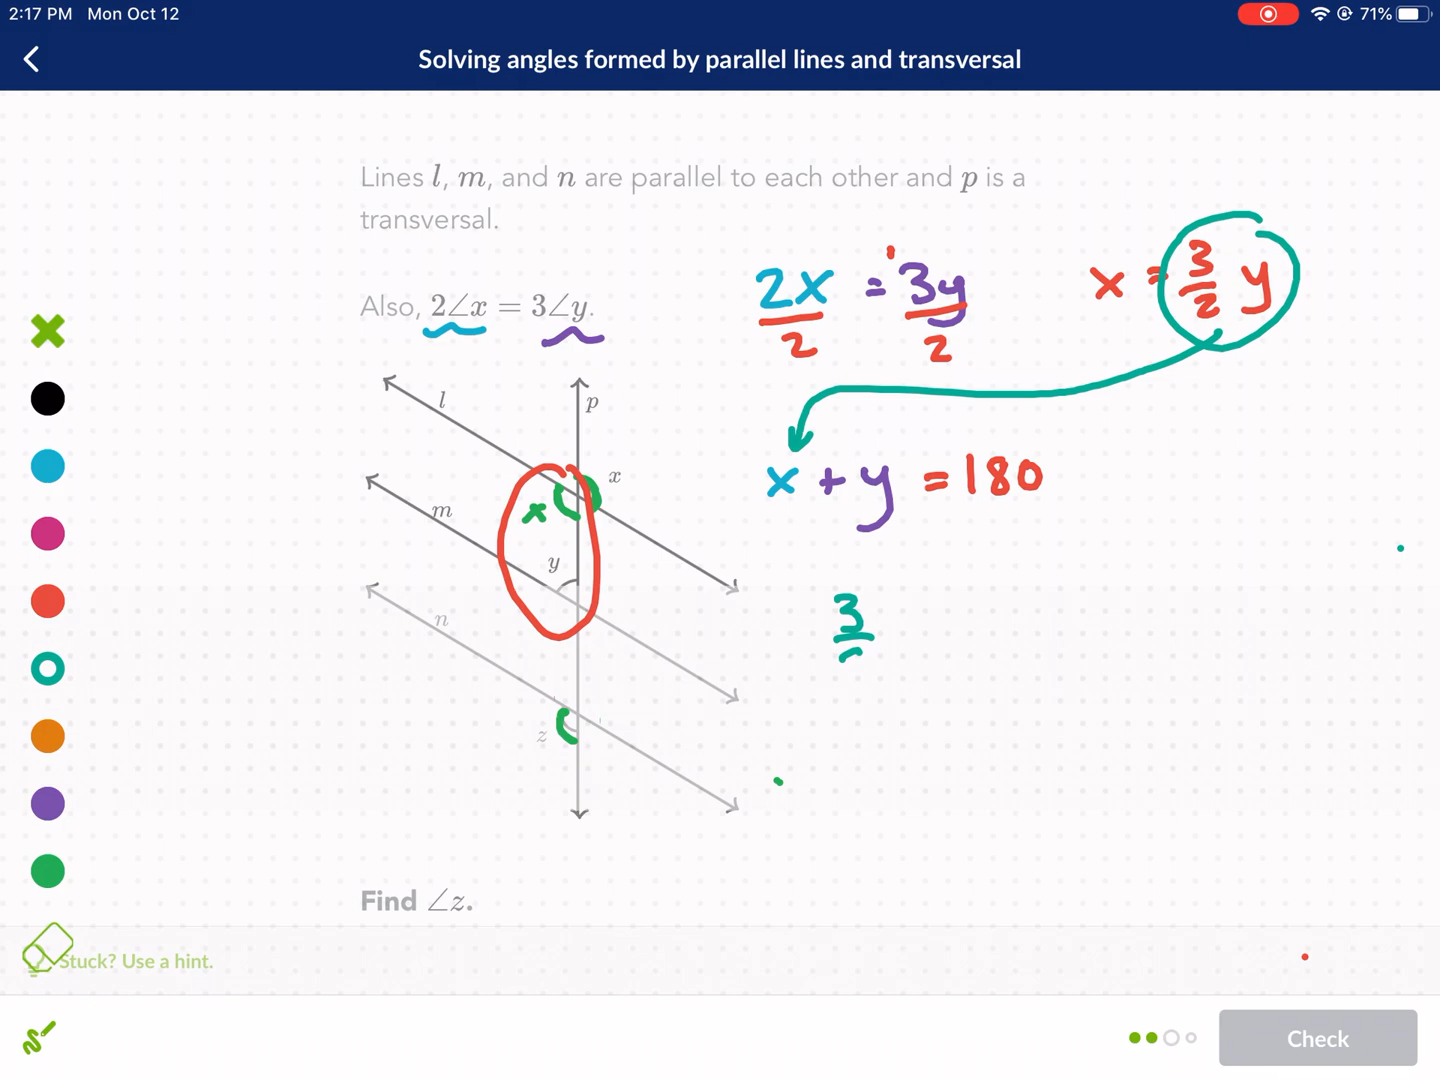 2:17 PM Mon Oct 12
71%
Solving angles formed by parallel lines and transversal
Lines l, m, and n are parallel to each other and p is a
transversal.
Also, 2∠x = 3∠y.
2x/2 = 3y/2
x = 3/2 y
l
p
x
x
m
y
n
z
x + y = 180
3
Find ∠z.
Stuck? Use a hint.
Check